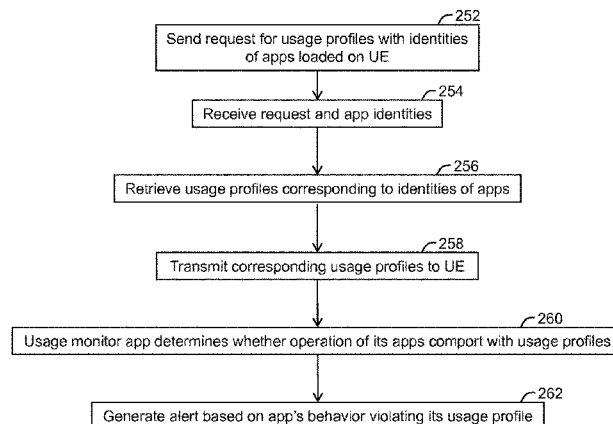 252
Send request for usage profiles with identities
of apps loaded on UE
254
Receive request and app identities
256
Retrieve usage profiles corresponding to identities of apps
258
Transmit corresponding usage profiles to UE
260
Usage monitor app determines whether operation of its apps comport with usage profiles
262
Generate alert based on app's behavior violating its usage profile